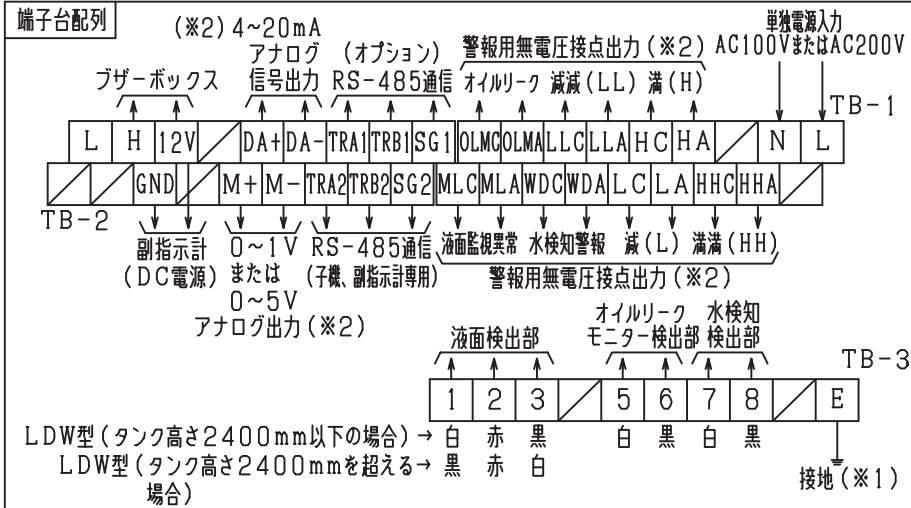 端子台配列
(※2) 4~20mA
アナログ
信号出力
(オプション)
RS-485通信
警報用無電圧接点出力(※2)
オイルリーク 減減(LL) 満(H)
単独電源入力
AC100VまたはAC200V
ブザーボックス
TB-1
L H 12V DA+ DA- TRA1 TRB1 SG1 OLMC OLMA LLC LLA HC HA N L
GND M+ M- TRA2 TRB2 SG2 MLC MLA WDC WDA LC LA HHC HHA
TB-2
副指示計
(DC電源)
0~1V
または
0~5V
アナログ出力(※2)
RS-485通信
(子機、副指示計専用)
液面監視異常 水検知警報 減(L) 満満(HH)
警報用無電圧接点出力(※2)
液面検出部
オイルリーク
モニター検出部
水検知
検出部
TB-3
1 2 3 5 6 7 8 E
LDW型(タンク高さ2400mm以下の場合)→ 白 赤 黒 白 黒 白 黒
LDW型(タンク高さ2400mmを超える→ 黒 赤 白
場合)
接地(※1)